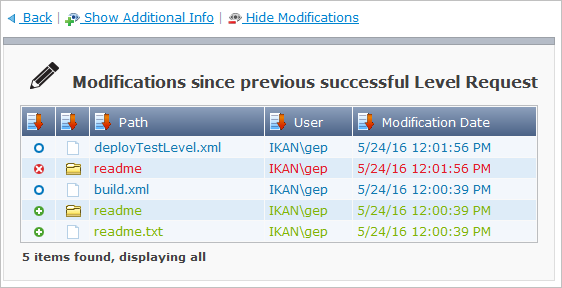 Back | Show Additional Info | Hide Modifications
Modifications since previous successful Level Request
Path User Modification Date
deployTestLevel.xml IKAN\gep 5/24/16 12:01:56 PM
readme IKAN\gep 5/24/16 12:01:56 PM
build.xml IKAN\gep 5/24/16 12:00:39 PM
readme IKAN\gep 5/24/16 12:00:39 PM
readme.txt IKAN\gep 5/24/16 12:00:39 PM
5 items found, displaying all